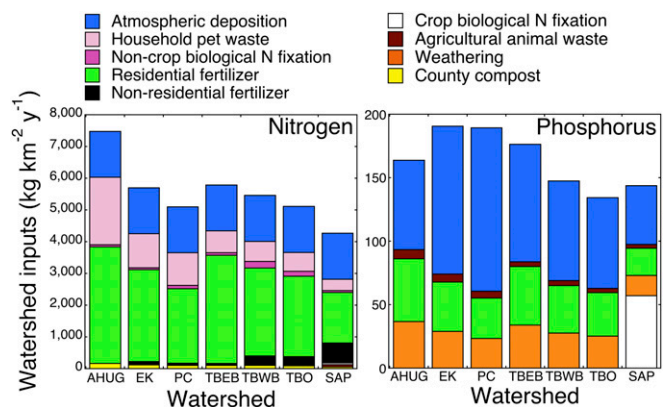 Atmospheric deposition
Household pet waste
Non-crop biological N fixation
Residential fertilizer
Non-residential fertilizer
Crop biological N fixation
Agricultural animal waste
Weathering
County compost
Watershed inputs (kg km-2 y-1)
Nitrogen
8,000
7,000
6,000
5,000
4,000
3,000
2,000
1,000
0
AHUG EK PC TBEB TBWB TBO SAP
Watershed
Phosphorus
200
150
100
50
0
AHUG EK PC TBEB TBWB TBO SAP
Watershed